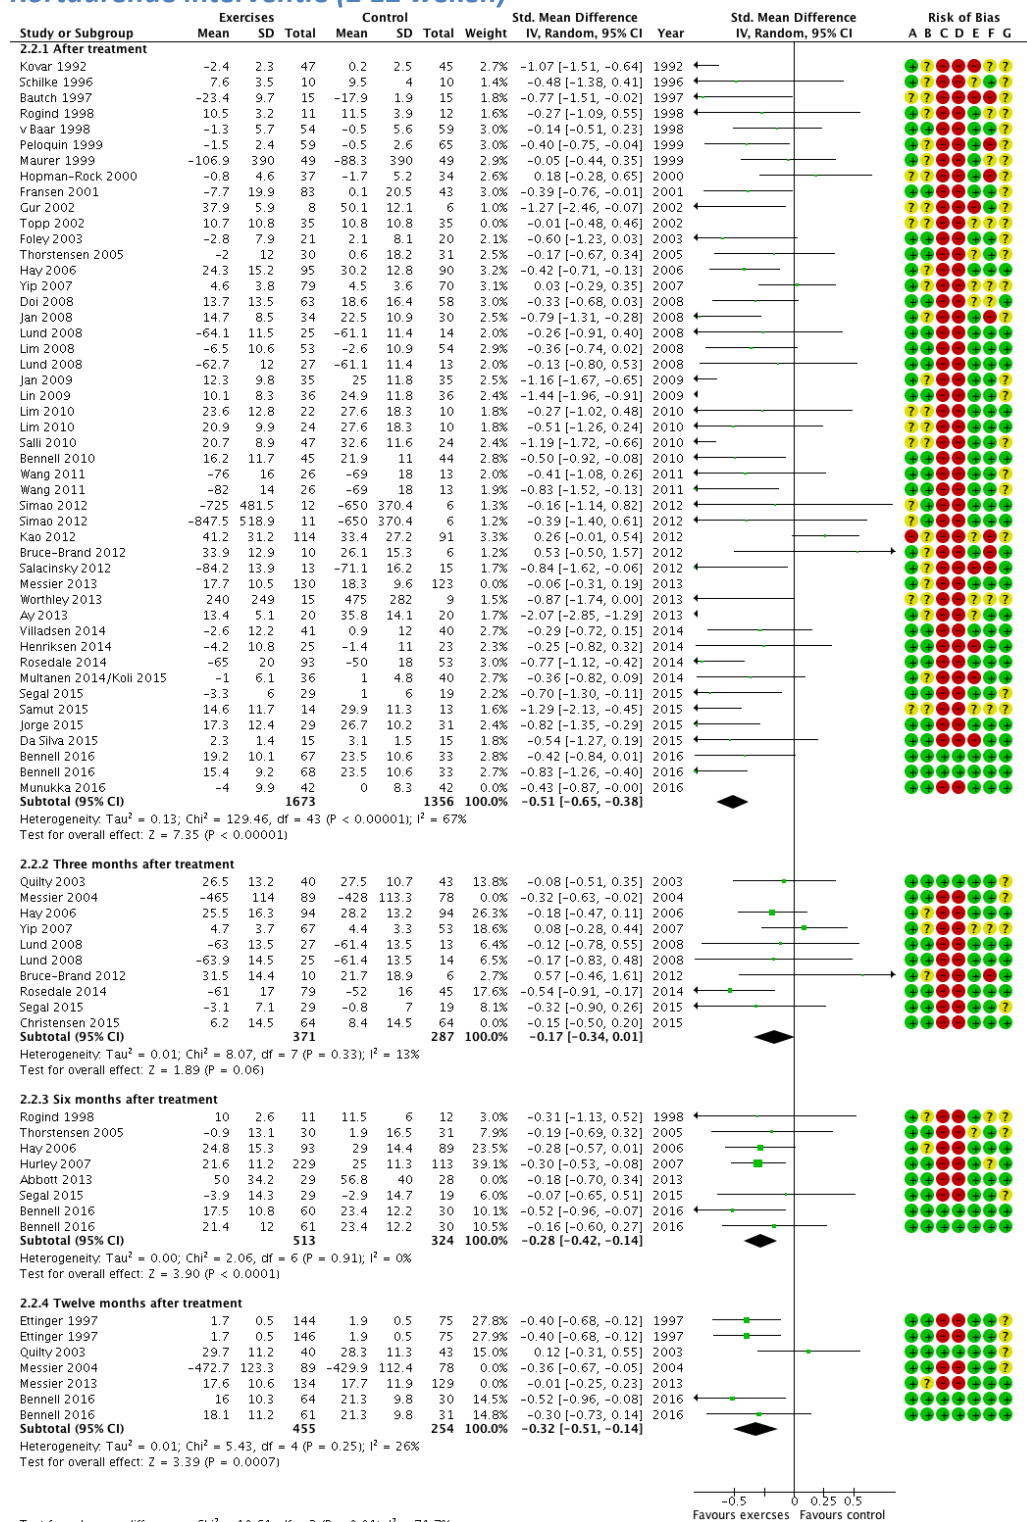 Kortdurende interventie (2-12 weken)
Exercises Control Std. Mean Difference Std. Mean Difference Risk of Bias
Study or Subgroup Mean SD Total Mean SD Total Weight IV, Random, 95% CI Year IV, Random, 95% CI A B C D E F G
2.2.1 After treatment
Kovar 1992 -2.4 2.3 47 0.2 2.5 45 2.7% -1.07 [-1.51, -0.64] 1992
Schilke 1996 7.6 3.5 10 9.5 4 10 1.4% -0.48 [-1.38, 0.41] 1996
Bautch 1997 -23.4 9.7 15 -17.9 1.9 15 1.8% -0.77 [-1.51, -0.02] 1997
Rogind 1998 10.5 3.2 11 11.5 3.9 12 1.6% -0.27 [-1.09, 0.55] 1998
v Baar 1998 -1.3 5.7 54 -0.5 5.6 59 3.0% -0.14 [-0.51, 0.23] 1998
Peloquin 1999 -1.5 2.4 59 -0.5 2.6 65 3.0% -0.40 [-0.75, -0.04] 1999
Maurer 1999 -106.9 390 49 -88.3 390 49 2.9% -0.05 [-0.44, 0.35] 1999
Hopman-Rock 2000 -0.8 4.6 37 -1.7 5.2 34 2.6% 0.18 [-0.28, 0.65] 2000
Fransen 2001 -7.7 19.9 83 0.1 20.5 43 2.9% -0.39 [-0.76, -0.01] 2001
Gur 2002 37.9 5.9 8 50.1 12.1 6 1.0% -1.27 [-2.46, -0.07] 2002
Topp 2002 10.7 10.8 35 10.8 10.8 35 2.6% -0.01 [-0.48, 0.46] 2002
Foley 2003 -2.8 7.9 21 2.1 8.1 20 2.1% -0.60 [-1.23, 0.03] 2003
Thorstensen 2005 -2 12 30 0.6 18.2 31 2.5% -0.17 [-0.67, 0.34] 2005
Hay 2006 24.3 15.2 95 30.2 12.8 90 3.2% -0.42 [-0.71, -0.13] 2006
Yip 2007 4.6 3.8 79 4.5 3.6 70 3.1% 0.03 [-0.29, 0.35] 2007
Doi 2008 13.7 13.5 63 18.6 16.4 58 3.0% -0.33 [-0.68, 0.03] 2008
Jan 2008 14.7 8.5 34 22.5 10.9 30 2.5% -0.79 [-1.31, -0.28] 2008
Lund 2008 -64.1 11.5 25 -61.1 11.4 14 2.0% -0.26 [-0.91, 0.40] 2008
Lim 2008 -6.5 10.6 53 -2.6 10.9 54 2.9% -0.36 [-0.74, 0.02] 2008
Lund 2008 -62.7 12 27 -61.1 11.4 13 2.0% -0.13 [-0.80, 0.53] 2008
Jan 2009 12.3 9.8 35 25 11.8 35 2.5% -1.16 [-1.67, -0.65] 2009
Lin 2009 10.1 8.3 36 24.9 11.8 36 2.4% -1.44 [-1.96, -0.91] 2009
Lim 2010 23.6 12.8 22 27.6 18.3 10 1.8% -0.27 [-1.02, 0.48] 2010
Lim 2010 20.9 9.9 24 27.6 18.3 10 1.8% -0.51 [-1.26, 0.24] 2010
Salli 2010 20.7 8.9 47 32.6 11.6 24 2.4% -1.19 [-1.72, -0.66] 2010
Bennell 2010 16.2 11.7 45 21.9 11 44 2.8% -0.50 [-0.92, -0.08] 2010
Wang 2011 -76 16 26 -69 18 13 2.0% -0.41 [-1.08, 0.26] 2011
Wang 2011 -82 14 26 -69 18 13 1.9% -0.83 [-1.52, -0.13] 2011
Simao 2012 -725 481.5 12 -650 370.4 6 1.2% -0.16 [-1.14, 0.82] 2012
Simao 2012 -847.5 518.9 11 -650 370.4 6 1.2% -0.39 [-1.40, 0.61] 2012
Kao 2012 41.2 31.2 114 33.4 27.2 91 3.3% 0.26 [-0.01, 0.54] 2012
Bruce-Brand 2012 33.9 12.9 10 26.1 15.3 6 1.2% 0.53 [-0.50, 1.57] 2012
Salacinsky 2012 -84.2 13.9 13 -71.1 16.2 15 1.7% -0.84 [-1.62, -0.06] 2012
Messier 2013 17.7 10.5 130 18.3 9.6 123 0.0% -0.06 [-0.31, 0.19] 2013
Worthley 2013 240 249 15 475 282 9 1.5% -0.87 [-1.74, 0.00] 2013
Ay 2013 13.4 5.1 20 35.8 14.1 20 1.7% -2.07 [-2.85, -1.29] 2013
Villadsen 2014 -2.6 12.2 41 0.9 12 40 2.7% -0.29 [-0.72, 0.15] 2014
Henriksen 2014 -4.2 10.8 25 -1.4 11 23 2.3% -0.25 [-0.82, 0.32] 2014
Rosedale 2014 -65 20 93 -50 18 53 3.0% -0.77 [-1.12, -0.42] 2014
Multanen 2014/Koli 2015 -1 6.1 36 1 4.8 40 2.7% -0.36 [-0.82, 0.09] 2014
Segal 2015 -3.3 6 29 1 6 19 2.2% -0.70 [-1.30, -0.11] 2015
Samut 2015 14.6 11.7 14 29.9 11.3 13 1.6% -1.29 [-2.13, -0.45] 2015
Jorge 2015 17.3 12.4 29 26.7 10.2 31 2.4% -0.82 [-1.35, -0.29] 2015
Da Silva 2015 2.3 1.4 15 3.1 1.5 15 1.8% -0.54 [-1.27, 0.19] 2015
Bennell 2016 19.2 10.1 67 23.5 10.6 33 2.7% -0.42 [-0.84, 0.01] 2016
Bennell 2016 15.4 9.2 68 23.5 10.6 33 2.7% -0.83 [-1.26, -0.40] 2016
Munukka 2016 -4 9.9 42 0 8.3 42 2.7% -0.43 [-0.87, -0.00] 2016
Subtotal (95% CI) 1673 1356 100.0% -0.51 [-0.65, -0.38]
Heterogeneity: Tau² = 0.13; Chi² = 129.46, df = 43 (P < 0.00001); I² = 67%
Test for overall effect: Z = 7.35 (P < 0.00001)
2.2.2 Three months after treatment
Quilty 2003 26.5 13.2 40 27.5 10.7 43 13.8% -0.08 [-0.51, 0.35] 2003
Messier 2004 -465 114 89 -428 113.3 78 0.0% -0.32 [-0.63, -0.02] 2004
Hay 2006 25.5 16.3 94 28.2 13.2 94 26.3% -0.18 [-0.47, 0.11] 2006
Yip 2007 4.7 3.7 67 4.4 3.3 53 18.6% 0.08 [-0.28, 0.44] 2007
Lund 2008 -63 13.5 27 -61.4 13.5 13 6.4% -0.12 [-0.78, 0.55] 2008
Lund 2008 -63.9 14.5 25 -61.4 13.5 14 6.5% -0.17 [-0.83, 0.48] 2008
Bruce-Brand 2012 31.5 14.4 10 21.7 18.9 6 2.7% 0.57 [-0.46, 1.61] 2012
Rosedale 2014 -61 17 79 -52 16 45 17.6% -0.54 [-0.91, -0.17] 2014
Segal 2015 -3.1 7.1 29 -0.8 7 19 8.1% -0.32 [-0.90, 0.26] 2015
Christensen 2015 6.2 14.5 64 8.4 14.5 64 0.0% -0.15 [-0.50, 0.20] 2015
Subtotal (95% CI) 371 287 100.0% -0.17 [-0.34, 0.01]
Heterogeneity: Tau² = 0.01; Chi² = 8.07, df = 7 (P = 0.33); I² = 13%
Test for overall effect: Z = 1.89 (P = 0.06)
2.2.3 Six months after treatment
Rogind 1998 10 2.6 11 11.5 6 12 3.0% -0.31 [-1.13, 0.52] 1998
Thorstensen 2005 -0.9 13.1 30 1.9 16.5 31 7.9% -0.19 [-0.69, 0.32] 2005
Hay 2006 24.8 15.3 93 29 14.4 89 23.5% -0.28 [-0.57, 0.01] 2006
Hurley 2007 21.6 11.2 229 25 11.3 113 39.1% -0.30 [-0.53, -0.08] 2007
Abbott 2013 50 34.2 29 56.8 40 28 0.0% -0.18 [-0.70, 0.34] 2013
Segal 2015 -3.9 14.3 29 -2.9 14.7 19 6.0% -0.07 [-0.65, 0.51] 2015
Bennell 2016 17.5 10.8 60 23.4 12.2 30 10.1% -0.52 [-0.96, -0.07] 2016
Bennell 2016 21.4 12 61 23.4 12.2 30 10.5% -0.16 [-0.60, 0.27] 2016
Subtotal (95% CI) 513 324 100.0% -0.28 [-0.42, -0.14]
Heterogeneity: Tau² = 0.00; Chi² = 2.06, df = 6 (P = 0.91); I² = 0%
Test for overall effect: Z = 3.90 (P < 0.0001)
2.2.4 Twelve months after treatment
Ettinger 1997 1.7 0.5 144 1.9 0.5 75 27.8% -0.40 [-0.68, -0.12] 1997
Ettinger 1997 1.7 0.5 146 1.9 0.5 75 27.9% -0.40 [-0.68, -0.12] 1997
Quilty 2003 29.7 11.2 40 28.3 11.3 43 15.0% 0.12 [-0.31, 0.55] 2003
Messier 2004 -472.7 123.3 89 -429.9 112.4 78 0.0% -0.36 [-0.67, -0.05] 2004
Messier 2013 17.6 10.6 134 17.7 11.9 129 0.0% -0.01 [-0.25, 0.23] 2013
Bennell 2016 16 10.3 64 21.3 9.8 30 14.5% -0.52 [-0.96, -0.08] 2016
Bennell 2016 18.1 11.2 61 21.3 9.8 31 14.8% -0.30 [-0.73, 0.14] 2016
Subtotal (95% CI) 455 254 100.0% -0.32 [-0.51, -0.14]
Heterogeneity: Tau² = 0.01; Chi² = 5.43, df = 4 (P = 0.25); I² = 26%
Test for overall effect: Z = 3.39 (P = 0.0007)
-0.5 0 0.5
Favours exercses Favours control